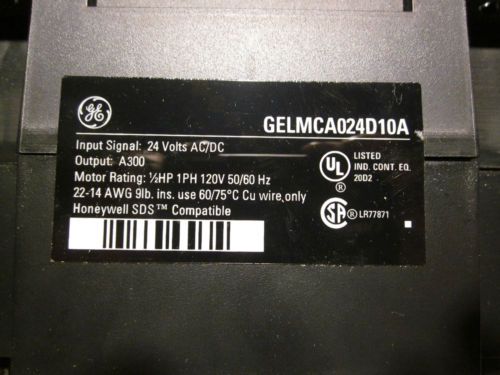 GE
GELMCA024D10A
Input Signal: 24 Volts AC/DC
Output: A300
Motor Rating: ½HP 1PH 120V 50/60 Hz
22-14 AWG 9lb. ins. use 60/75°C Cu wire,only
Honeywell SDS™ Compatible
UL ®
LISTED
IND. CONT. EQ.
20D2
SA ® LR77871